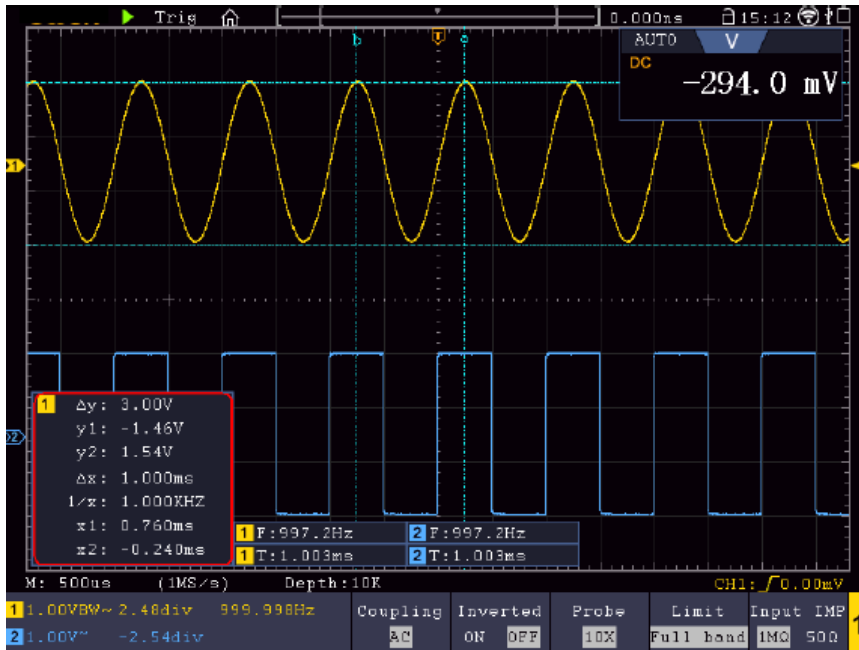 Trig 0.000ns 15:12
b T a
AUTO V
DC
-294.0 mV
1
2
1 Δy: 3.00V
y1: -1.46V
y2: 1.54V
Δx: 1.000ms
1/x: 1.000KHZ
x1: 0.760ms
x2: -0.240ms
1 F:997.2Hz 2 F:997.2Hz
1 T:1.003ms 2 T:1.003ms
M: 500us (1MS/s) Depth:10K CH1: 0.00mV
1 1.00VBW~ 2.48div 999.998Hz
2 1.00V~ -2.54div
Coupling Inverted Probe Limit Input IMP
AC ON OFF 10X Full band 1MΩ 50Ω